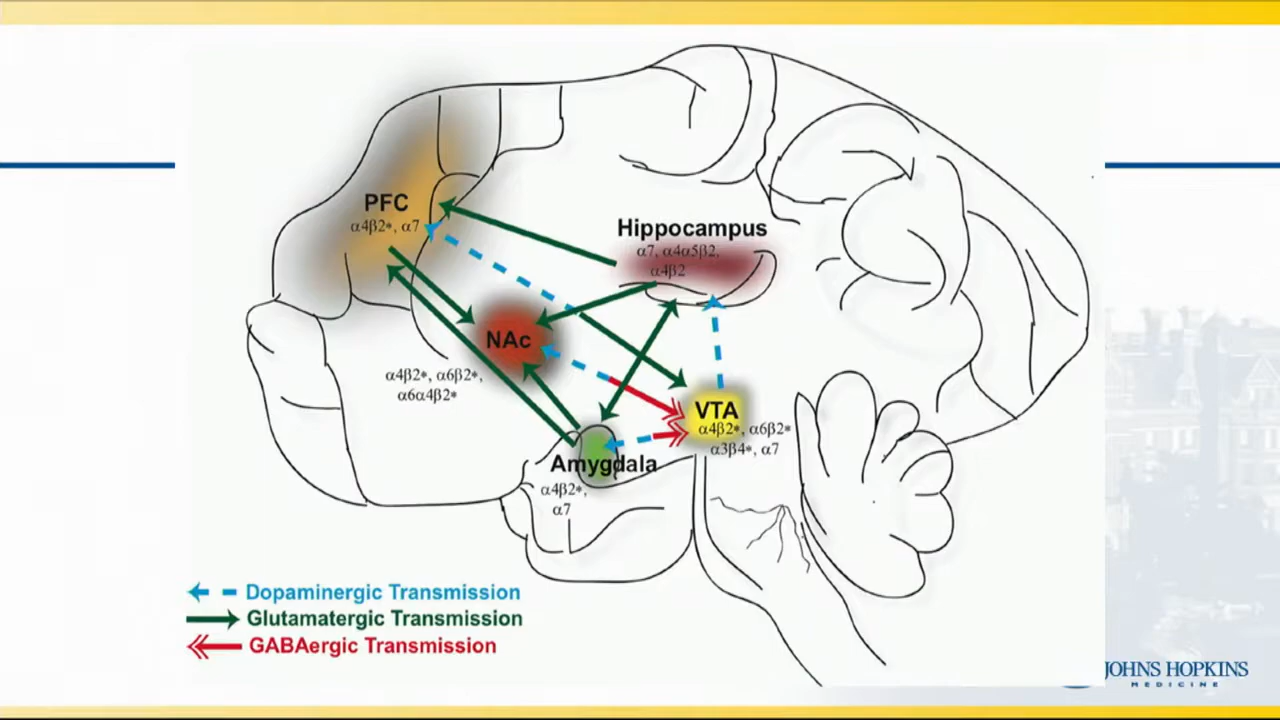 PFC
α4β2*, α7
Hippocampus
α7, α4α5β2,
α4β2
NAc
α4β2*, α6β2*,
α6α4β2*
VTA
α4β2*, α6β2*
α3β4*, α7
Amygdala
α4β2*,
α7
Dopaminergic Transmission
Glutamatergic Transmission
GABAergic Transmission
JOHNS HOPKINS
MEDICINE